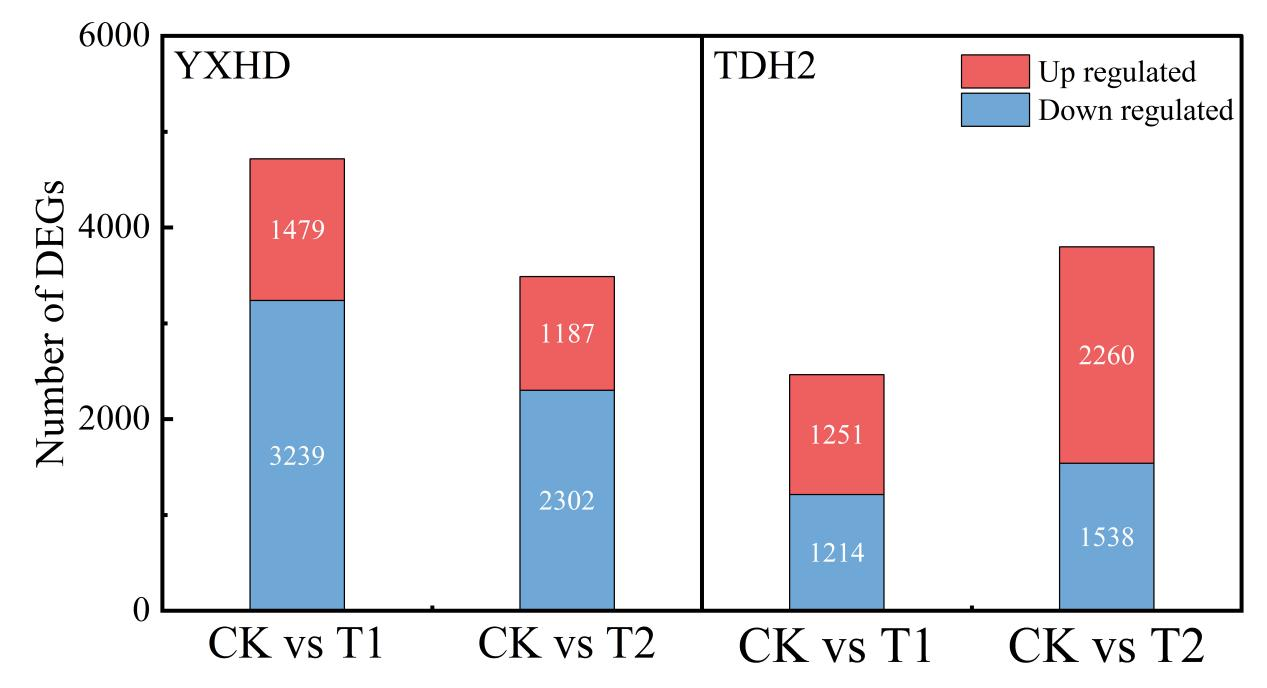 6000
4000
2000
0
Number of DEGs
YXHD
1479
3239
1187
2302
CK vs T1
CK vs T2
TDH2
Up regulated
Down regulated
1251
1214
2260
1538
CK vs T1
CK vs T2